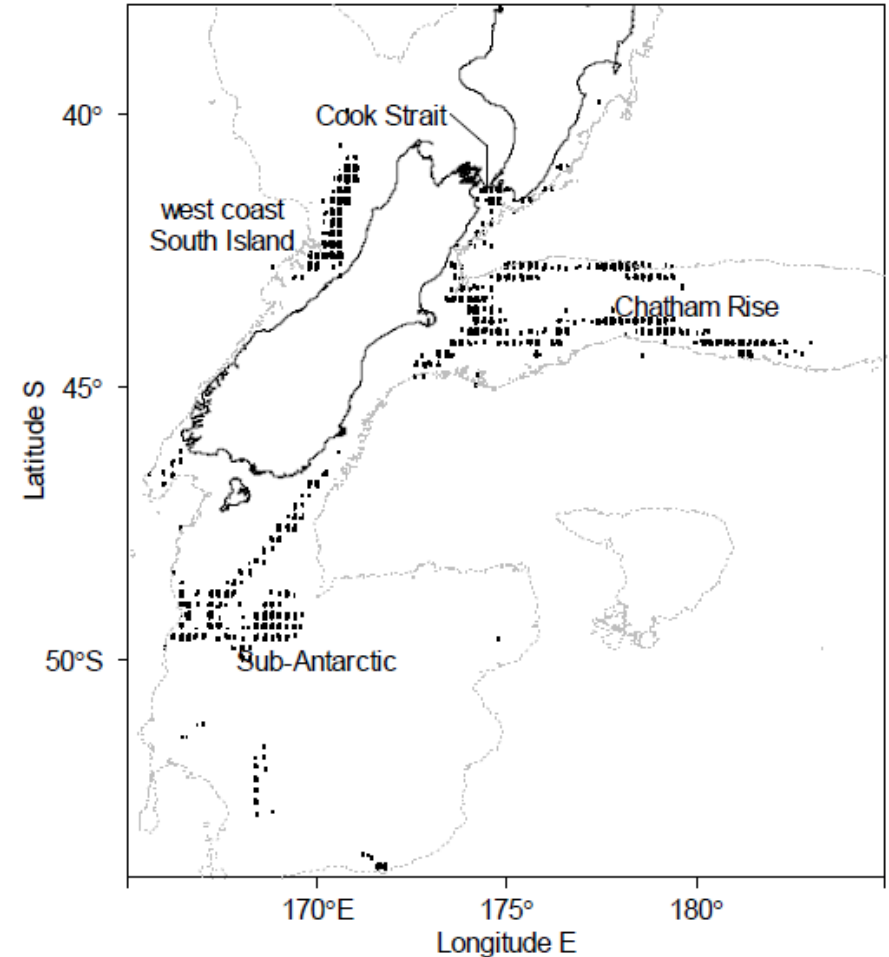 40°
Cook Strait
west coast
South Island
Chatham Rise
45°
Latitude S
50°S
Sub-Antarctic
170°E
175°
180°
Longitude E